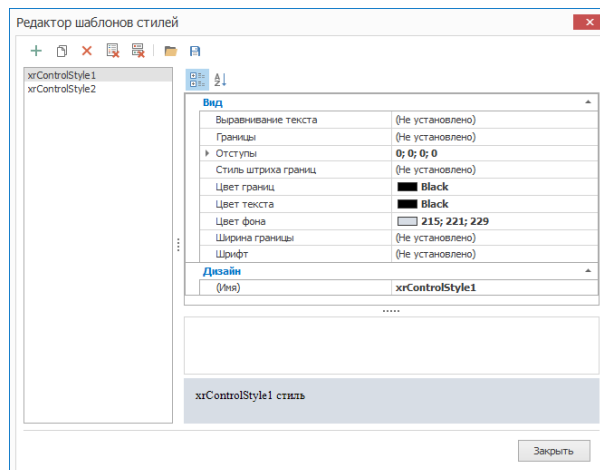 Редактор шаблонов стилей
xrControlStyle1
xrControlStyle2
Вид
Выравнивание текста (Не установлено)
Границы (Не установлено)
Отступы 0; 0; 0; 0
Стиль штриха границ (Не установлено)
Цвет границ Black
Цвет текста Black
Цвет фона 215; 221; 229
Ширина границы (Не установлено)
Шрифт (Не установлено)
Дизайн
(Имя) xrControlStyle1
xrControlStyle1 стиль
Закрыть